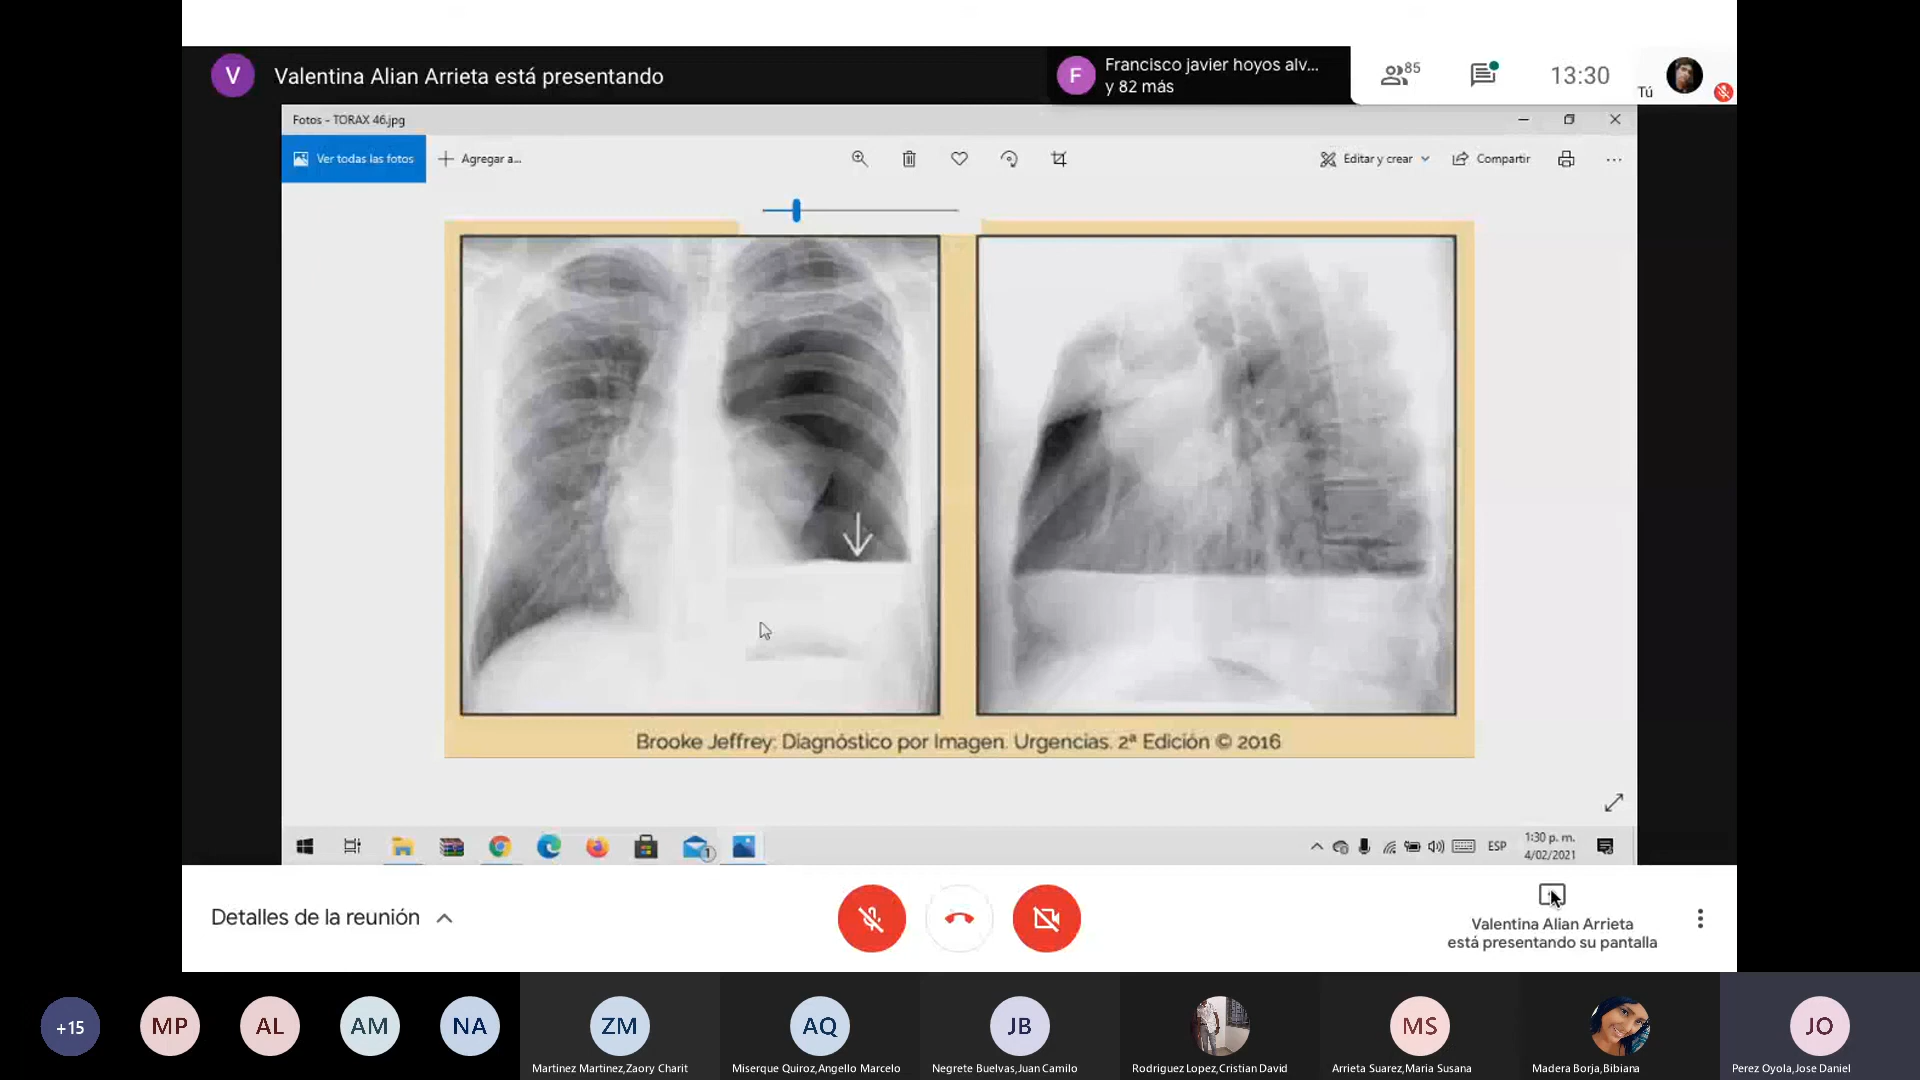 V
Valentina Alian Arrieta está presentando
F
Francisco javier hoyos alv...
y 82 más
85
13:30
Tú
Fotos - TORAX 46.jpg
Ver todas las fotos
Agregar a...
Editar y crear
Compartir
Brooke Jeffrey; Diagnóstico por Imagen. Urgencias. 2ª Edición © 2016
1
ESP
1:30 p. m.
4/02/2021
Detalles de la reunión
Valentina Alian Arrieta
está presentando su pantalla
+15
MP
AL
AM
NA
ZM
AQ
JB
MS
JO
Martinez Martinez,Zaory Charit
Miserque Quiroz,Angello Marcelo
Negrete Buelvas,Juan Camilo
Rodriguez Lopez,Cristian David
Arrieta Suarez,Maria Susana
Madera Borja,Bibiana
Perez Oyola,Jose Daniel